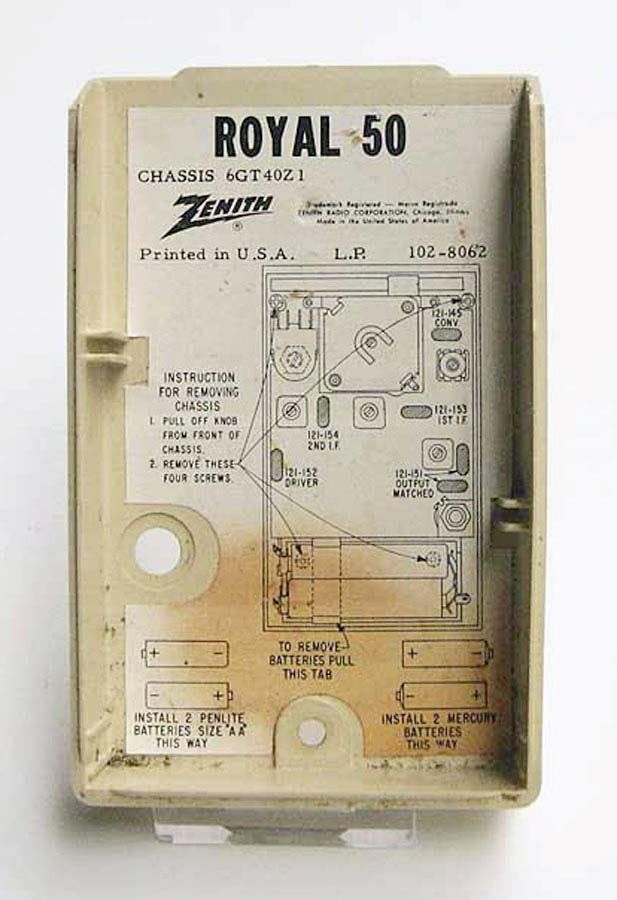 ROYAL 50
CHASSIS 6GT40Z1
ZENITH ®
Trademark Registered — Marca Registrada
ZENITH RADIO CORPORATION, Chicago, Illinois
Made in the United States of America
Printed in U.S.A. L.P. 102-8062
121-145
CONV
INSTRUCTION
FOR REMOVING
CHASSIS
1. PULL OFF KNOB
FROM FRONT OF
CHASSIS.
2. REMOVE THESE
FOUR SCREWS.
121-154
2ND I.F.
121-153
1ST I.F.
121-152
DRIVER
121-151
OUTPUT
MATCHED
TO REMOVE
BATTERIES PULL
THIS TAB
+ -
- +
INSTALL 2 PENLITE
BATTERIES SIZE "AA"
THIS WAY
+ -
- +
INSTALL 2 MERCURY
BATTERIES
THIS WAY